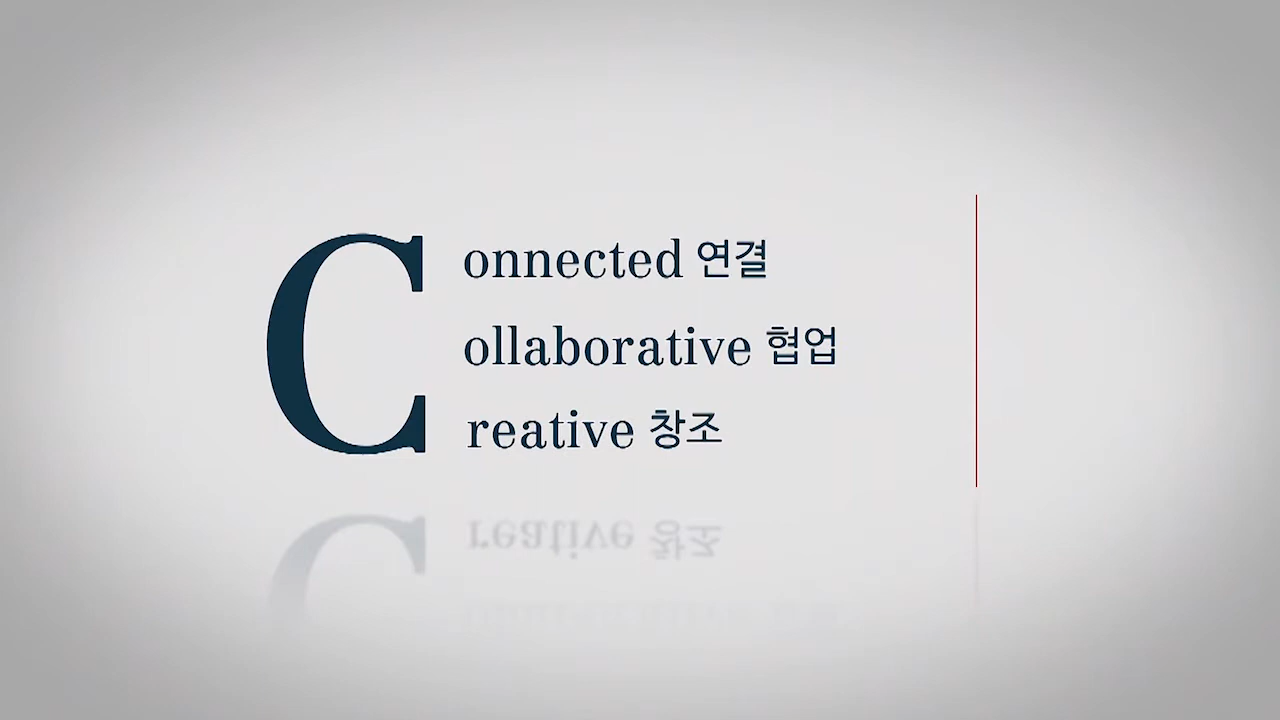 C
onnected 연결
ollaborative 협업
reative 창조